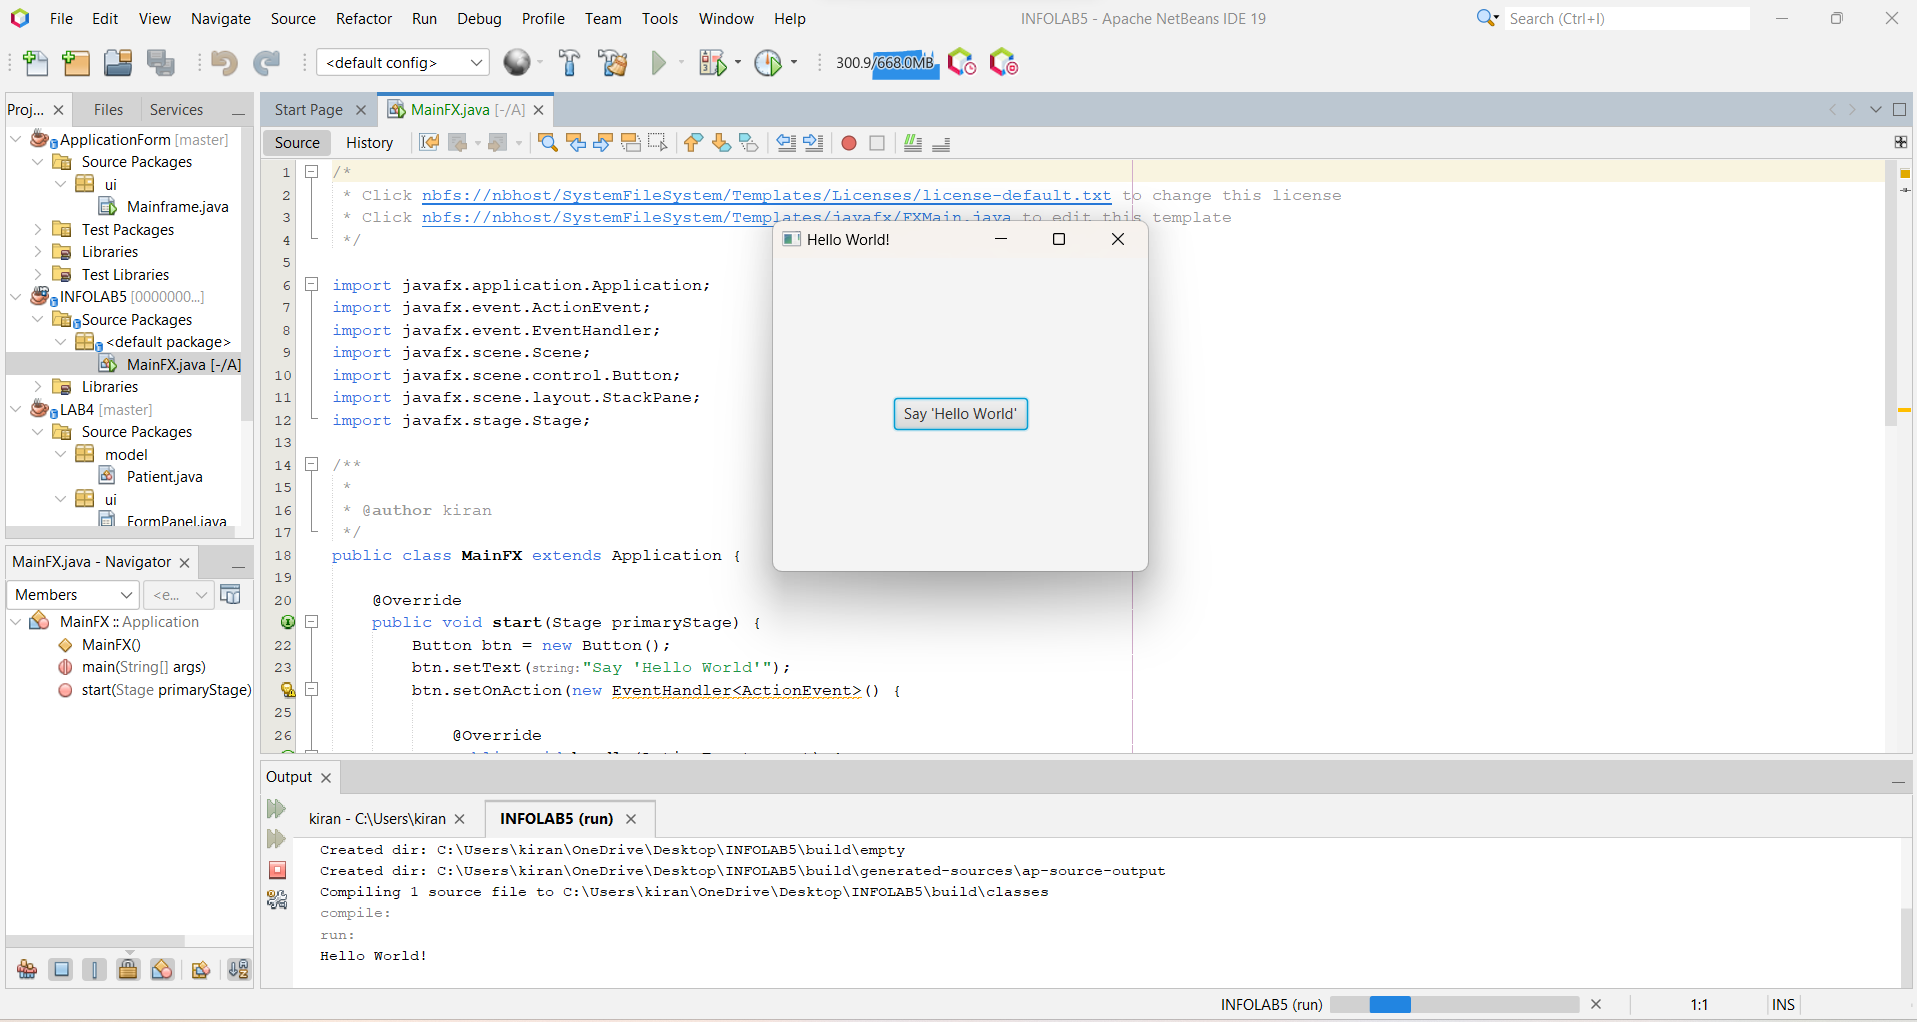 File Edit View Navigate Source Refactor Run Debug Profile Team Tools Window Help
INFOLAB5 - Apache NetBeans IDE 19
Search (Ctrl+I)
<default config>
300.9/668.0MB
Proj... Files Services
ApplicationForm [master]
Source Packages
ui
Mainframe.java
Test Packages
Libraries
Test Libraries
INFOLAB5 [0000000...]
Source Packages
<default package>
MainFX.java [-/A]
Libraries
LAB4 [master]
Source Packages
model
Patient.java
ui
FormPanel.java
MainFX.java - Navigator
Members <e...
MainFX :: Application
MainFX()
main(String[] args)
start(Stage primaryStage)
Start Page MainFX.java [-/A]
Source History
1 /*
2 * Click nbfs://nbhost/SystemFileSystem/Templates/Licenses/license-default.txt to change this license
3 * Click nbfs://nbhost/SystemFileSystem/Templates/javafx/FXMain.java to edit this template
4 */
5
6 import javafx.application.Application;
7 import javafx.event.ActionEvent;
8 import javafx.event.EventHandler;
9 import javafx.scene.Scene;
10 import javafx.scene.control.Button;
11 import javafx.scene.layout.StackPane;
12 import javafx.stage.Stage;
13
14 /**
15 *
16 * @author kiran
17 */
18 public class MainFX extends Application {
19
20 @Override
public void start(Stage primaryStage) {
22 Button btn = new Button();
23 btn.setText(string:"Say 'Hello World'");
btn.setOnAction(new EventHandler<ActionEvent>() {
25
26 @Override
Hello World!
Say 'Hello World'
Output
kiran - C:\Users\kiran INFOLAB5 (run)
Created dir: C:\Users\kiran\OneDrive\Desktop\INFOLAB5\build\empty
Created dir: C:\Users\kiran\OneDrive\Desktop\INFOLAB5\build\generated-sources\ap-source-output
Compiling 1 source file to C:\Users\kiran\OneDrive\Desktop\INFOLAB5\build\classes
compile:
run:
Hello World!
INFOLAB5 (run) 1:1 INS